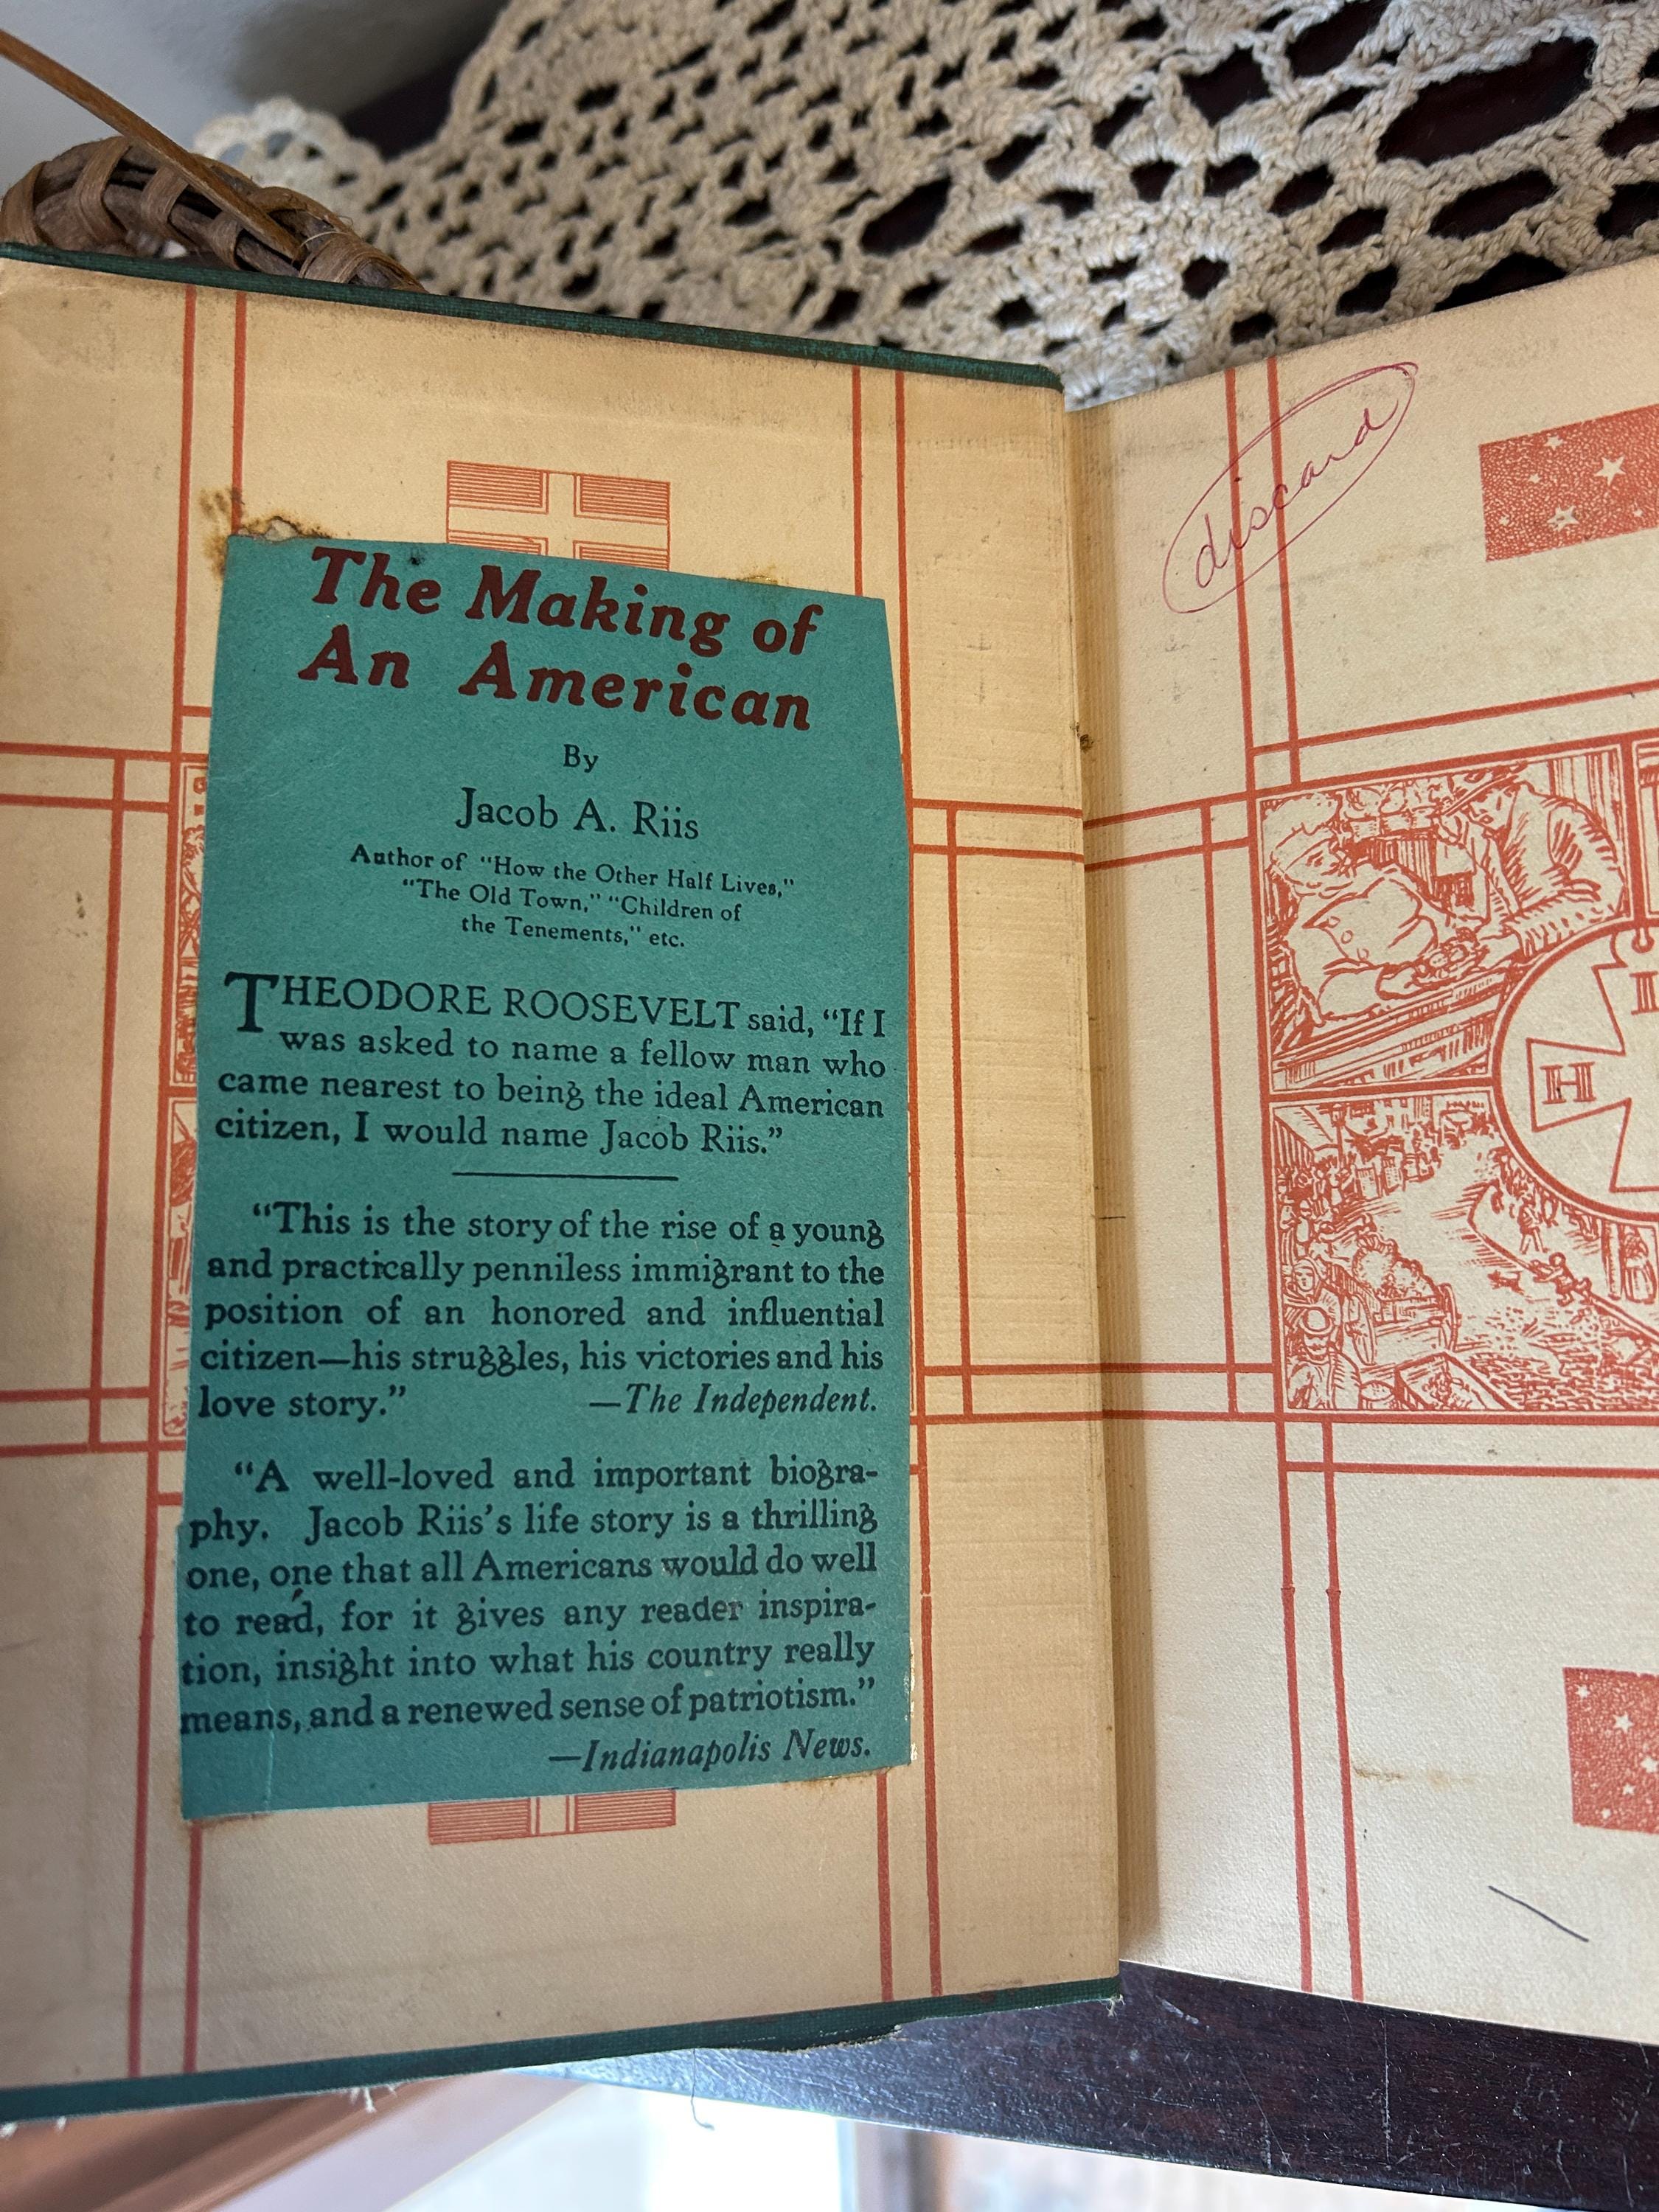 The Making of
An American
By
Jacob A. Riis
Author of "How the Other Half Lives,"
"The Old Town," "Children of
the Tenements," etc.
THEODORE ROOSEVELT said, "If I
was asked to name a fellow man who
came nearest to being the ideal American
citizen, I would name Jacob Riis."
"This is the story of the rise of a young
and practically penniless immigrant to the
position of an honored and influential
citizen—his struggles, his victories and his
love story."
—The Independent.
"A well-loved and important biogra-
phy. Jacob Riis's life story is a thrilling
one, one that all Americans would do well
to read, for it gives any reader inspira-
tion, insight into what his country really
means, and a renewed sense of patriotism."
—Indianapolis News.
discard
I
H